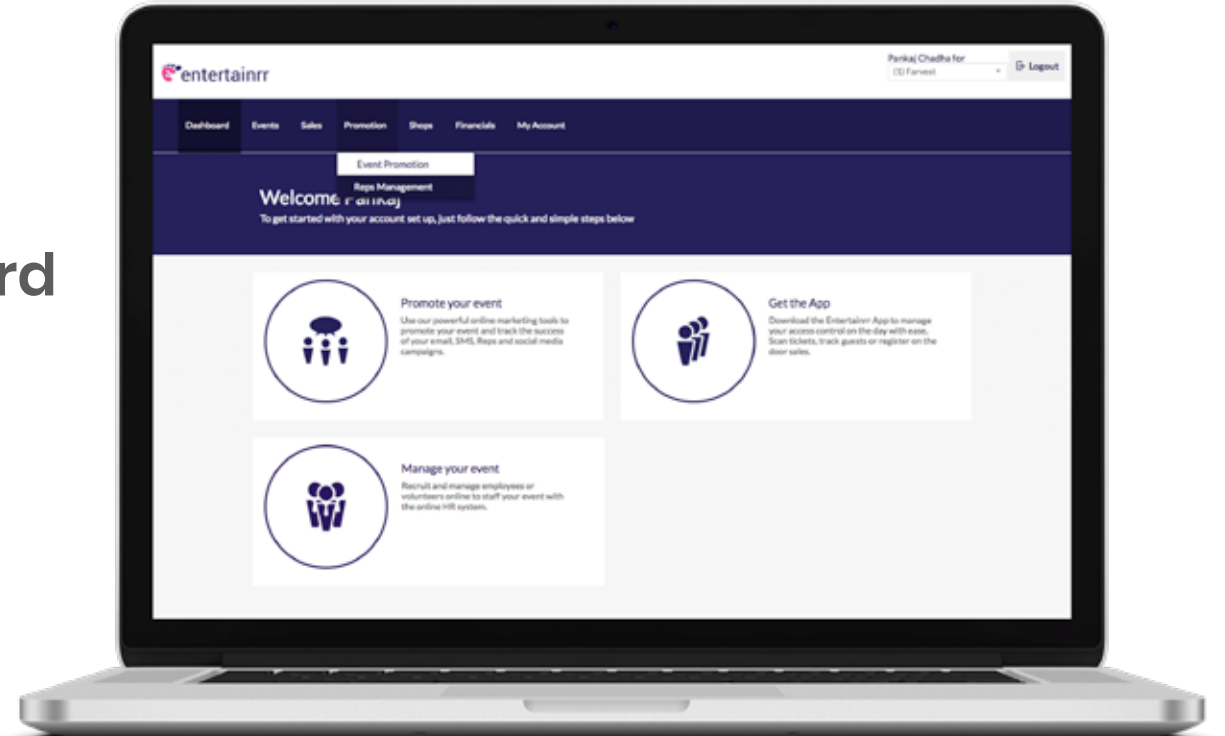 rd
entertainrr
Pankaj Chadha for
(S) Farvest
Logout
Dashboard Events Sales Promotion Shops Financials My Account
Event Promotion
Reps Management
Welcome Pankaj
To get started with your account set up, just follow the quick and simple steps below
Promote your event
Use our powerful online marketing tools to
promote your event and track the success
of your email, SMS, Reps and social media
campaigns.
Get the App
Download the Entertainrr App to manage
your access control on the day with ease.
Scan tickets, track guests or register on the
door sales.
Manage your event
Recruit and manage employees or
volunteers online to staff your event with
the online HR system.